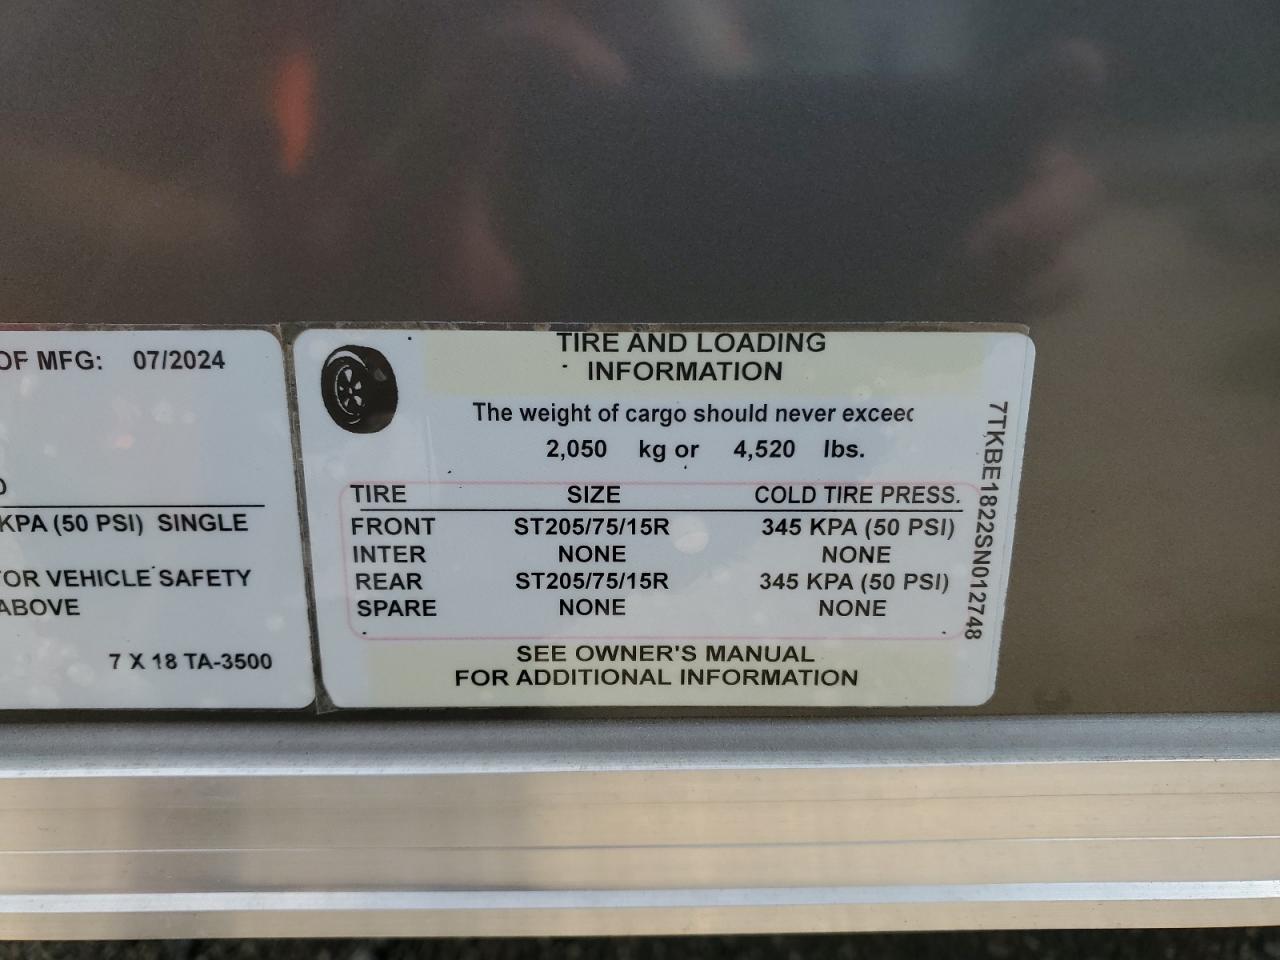 OF MFG: 07/2024
KPA (50 PSI) SINGLE
TOR VEHICLE SAFETY
ABOVE
7 X 18 TA-3500
TIRE AND LOADING
INFORMATION
The weight of cargo should never exceed
2,050 kg or 4,520 lbs.
TIRE SIZE COLD TIRE PRESS.
FRONT ST205/75/15R 345 KPA (50 PSI)
INTER NONE NONE
REAR ST205/75/15R 345 KPA (50 PSI)
SPARE NONE NONE
SEE OWNER'S MANUAL
FOR ADDITIONAL INFORMATION
7TKBE1822SN012748